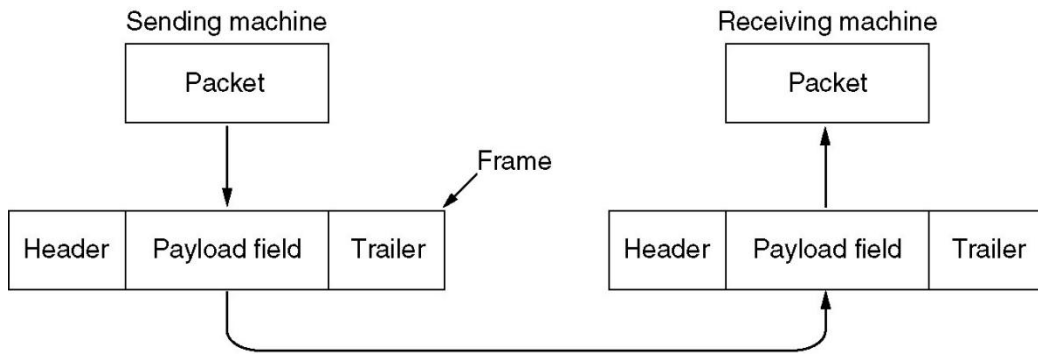 Sending machine
Receiving machine
Packet
Packet
Frame
Header
Payload field
Trailer
Header
Payload field
Trailer